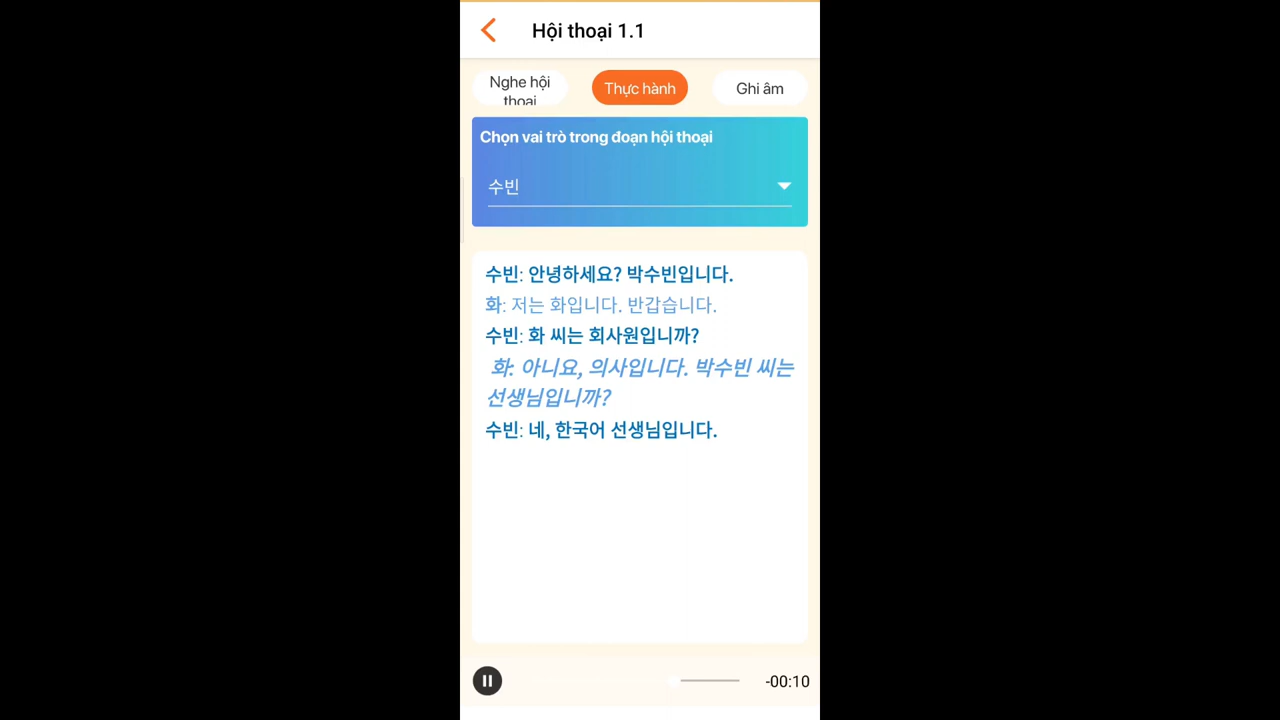 Hội thoại 1.1
Nghe hội
thoại
Thực hành
Ghi âm
Chọn vai trò trong đoạn hội thoại
수빈
수빈: 안녕하세요? 박수빈입니다.
화: 저는 화입니다. 반갑습니다.
수빈: 화 씨는 회사원입니까?
화: 아니요, 의사입니다. 박수빈 씨는
선생님입니까?
수빈: 네, 한국어 선생님입니다.
-00:10